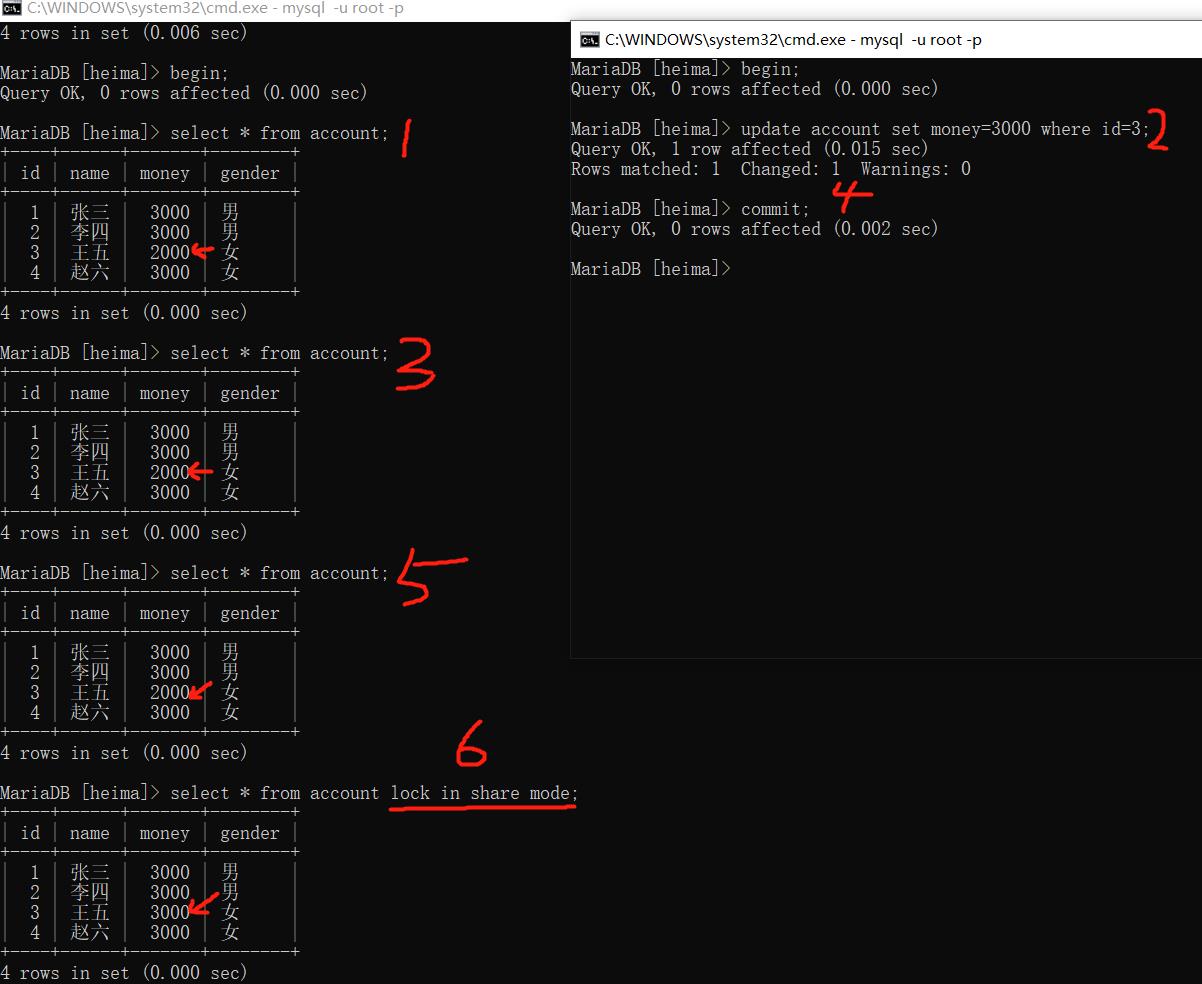 C:\WINDOWS\system32\cmd.exe - mysql  -u root -p
4 rows in set (0.006 sec)
MariaDB [heima]> begin;
Query OK, 0 rows affected (0.000 sec)
MariaDB [heima]> select * from account; 1
| id | name | money | gender |
| 1 | 张三 | 3000 | 男 |
| 2 | 李四 | 3000 | 男 |
| 3 | 王五 | 2000 | 女 |
| 4 | 赵六 | 3000 | 女 |
4 rows in set (0.000 sec)
MariaDB [heima]> select * from account; 3
| id | name | money | gender |
| 1 | 张三 | 3000 | 男 |
| 2 | 李四 | 3000 | 男 |
| 3 | 王五 | 2000 | 女 |
| 4 | 赵六 | 3000 | 女 |
4 rows in set (0.000 sec)
MariaDB [heima]> select * from account; 5
| id | name | money | gender |
| 1 | 张三 | 3000 | 男 |
| 2 | 李四 | 3000 | 男 |
| 3 | 王五 | 2000 | 女 |
| 4 | 赵六 | 3000 | 女 |
4 rows in set (0.000 sec)
6
MariaDB [heima]> select * from account lock in share mode;
| id | name | money | gender |
| 1 | 张三 | 3000 | 男 |
| 2 | 李四 | 3000 | 男 |
| 3 | 王五 | 3000 | 女 |
| 4 | 赵六 | 3000 | 女 |
4 rows in set (0.000 sec)
C:\WINDOWS\system32\cmd.exe - mysql  -u root -p
MariaDB [heima]> begin;
Query OK, 0 rows affected (0.000 sec)
MariaDB [heima]> update account set money=3000 where id=3; 2
Query OK, 1 row affected (0.015 sec)
Rows matched: 1  Changed: 1  Warnings: 0
4
MariaDB [heima]> commit;
Query OK, 0 rows affected (0.002 sec)
MariaDB [heima]>